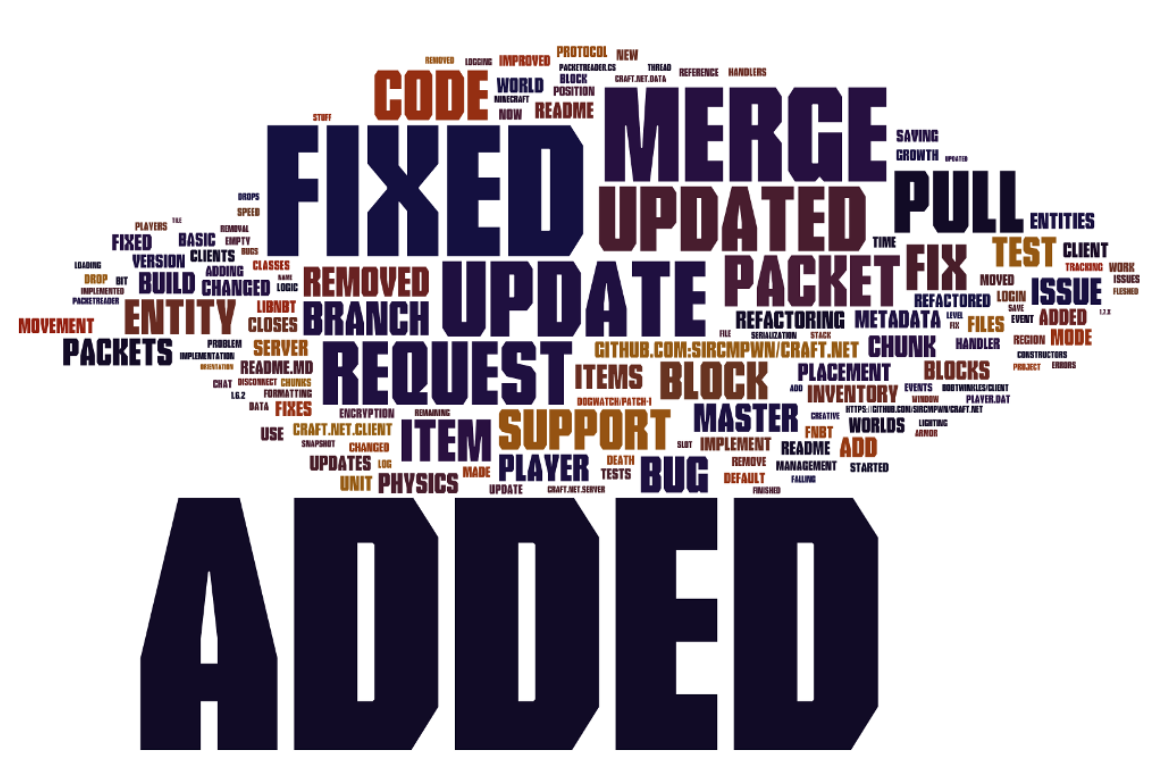 PROTOCOL
NEW
REMOVED
LOGGING
IMPROVED
PACKETREADER.CS
THREAD
REFERENCE
HANDLERS
CODE
WORLD
BLOCK
CRAFT.NET.DATA
MINECRAFT
POSITION
STUFF
NOW
README
MERGE
FIXED
SAVING
GROWTH
UPDATED
DROPS
UPDATED
PULL
SPEED
ENTITIES
PLAYERS
TILE
REMOVAL
FIXED
BASIC
EMPTY
TIME
TEST
CLIENT
VERSION
CLIENTS
BUGS
LOADING
ADDING
CLASSES
REMOVED
UPDATE
PACKET
FIX
TRACKING
WORK
DROP
BIT
BUILD
CHANGED
NAME
LOGIC
MOVED
ISSUE
ISSUES
IMPLEMENTED
PACKETREADER
REFACTORED
LOGIN
FLESHED
ENTITY
LIBNBT
BRANCH
SAVE
MOVEMENT
CLOSES
REFACTORING
METADATA
LEVEL
FIX
FILES
EVENT
ADDED
1.7.3
FILE
SERIALIZATION
STACK
PACKETS
PROBLEM
SERVER
REQUEST
GITHUB.COM:SIRCMPWN/CRAFT.NET
CHUNK
HANDLER
REGION
MODE
IMPLEMENTATION
CONSTRUCTORS
ORIENTATION
README.MD
ITEMS
BLOCK
PLACEMENT
BLOCKS
PROJECT
ERRORS
CHAT
DISCONNECT
CHUNKS
ADD
INVENTORY
EVENTS
DODTWINKLES/CLIENT
1.6.2
FORMATTING
DOGWATCH/PATCH-1
WINDOW
PLAYER.DAT
DATA
FIXES
ENCRYPTION
REMAINING
SUPPORT
MASTER
CREATIVE
HTTPS://GITHUB.COM/SIRCMPWN/CRAFT.NET
USE
CRAFT.NET.CLIENT
ITEM
FNBT
WORLDS
LIGHTING
ARMOR
SNAPSHOT
CHANGED
SLOT
IMPLEMENT
README
ADD
UPDATES
LOG
MADE
PLAYER
DEATH
TESTS
BUG
REMOVE
MANAGEMENT
STARTED
UNIT
PHYSICS
UPDATE
CRAFT.NET.SERVER
DEFAULT
FALLING
FINISHED
ADDED